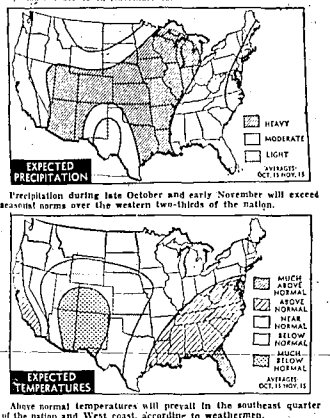 HEAVY
MODERATE
LIGHT
AVERAGES-
OCT. 15 NOV. 15
EXPECTED
PRECIPITATION
Precipitation during late October and early November will exceed
seasonal norms over the western two-thirds of the nation.
MUCH
ABOVE
NORMAL
ABOVE
NORMAL
NEAR
NORMAL
BELOW
NORMAL
MUCH
BELOW
NORMAL
AVERAGES-
OCT. 15 NOV. 15
EXPECTED
TEMPERATURES
Above normal temperatures will prevail in the southeast quarter
of the nation and West coast, according to weathermen.